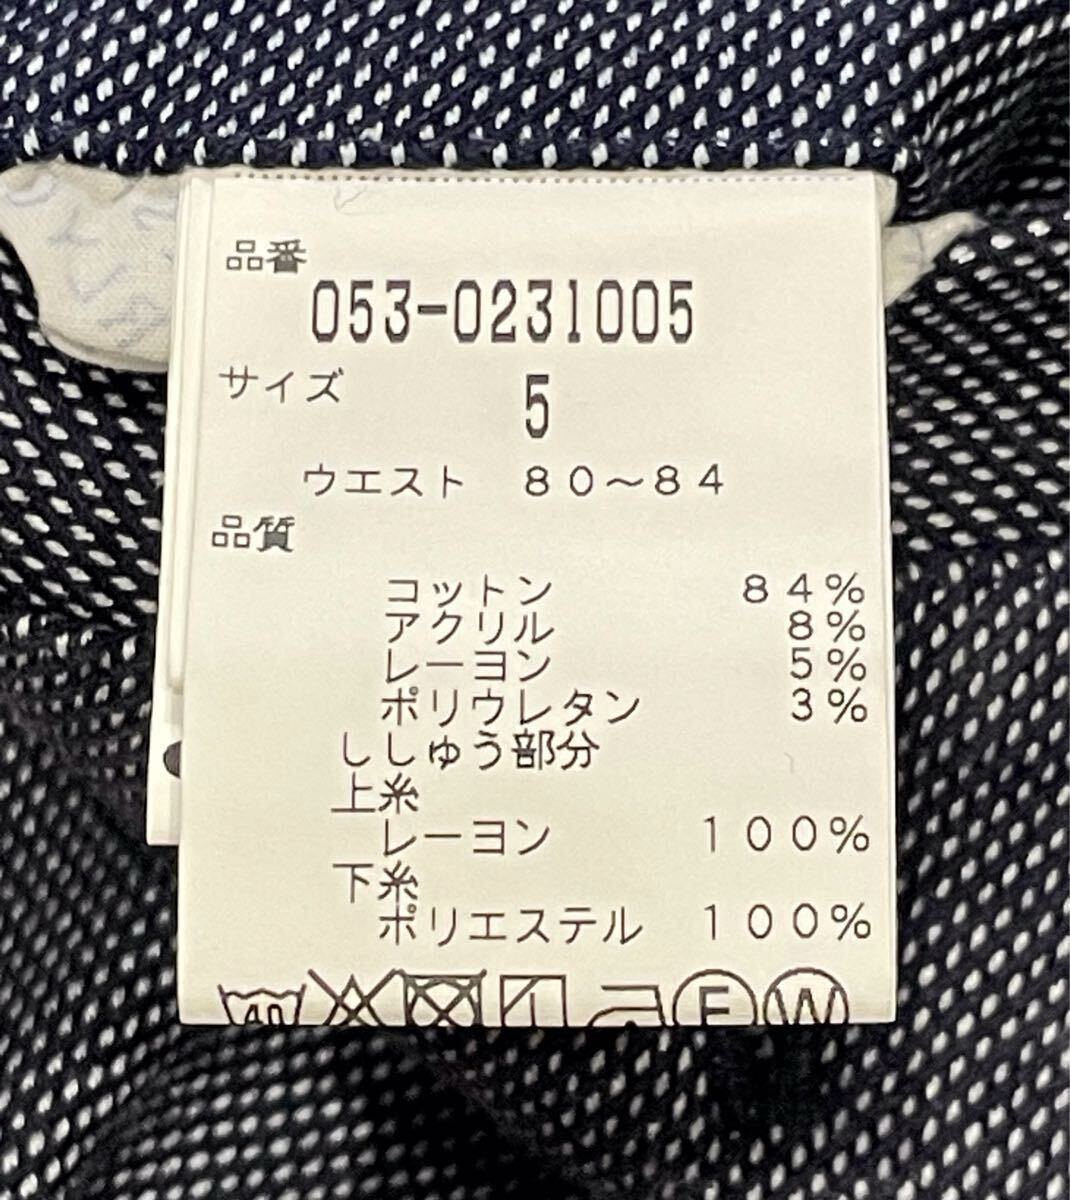 品番
053-0231005
サイズ 5
ウエスト 80〜84
品質
コットン 84%
アクリル 8%
レーヨン 5%
ポリウレタン 3%
ししゅう部分
上糸
レーヨン 100%
下糸
ポリエステル 100%
40 F W